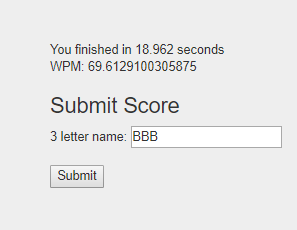 You finished in 18.962 seconds
WPM: 69.6129100305875
Submit Score
3 letter name: BBB
Submit